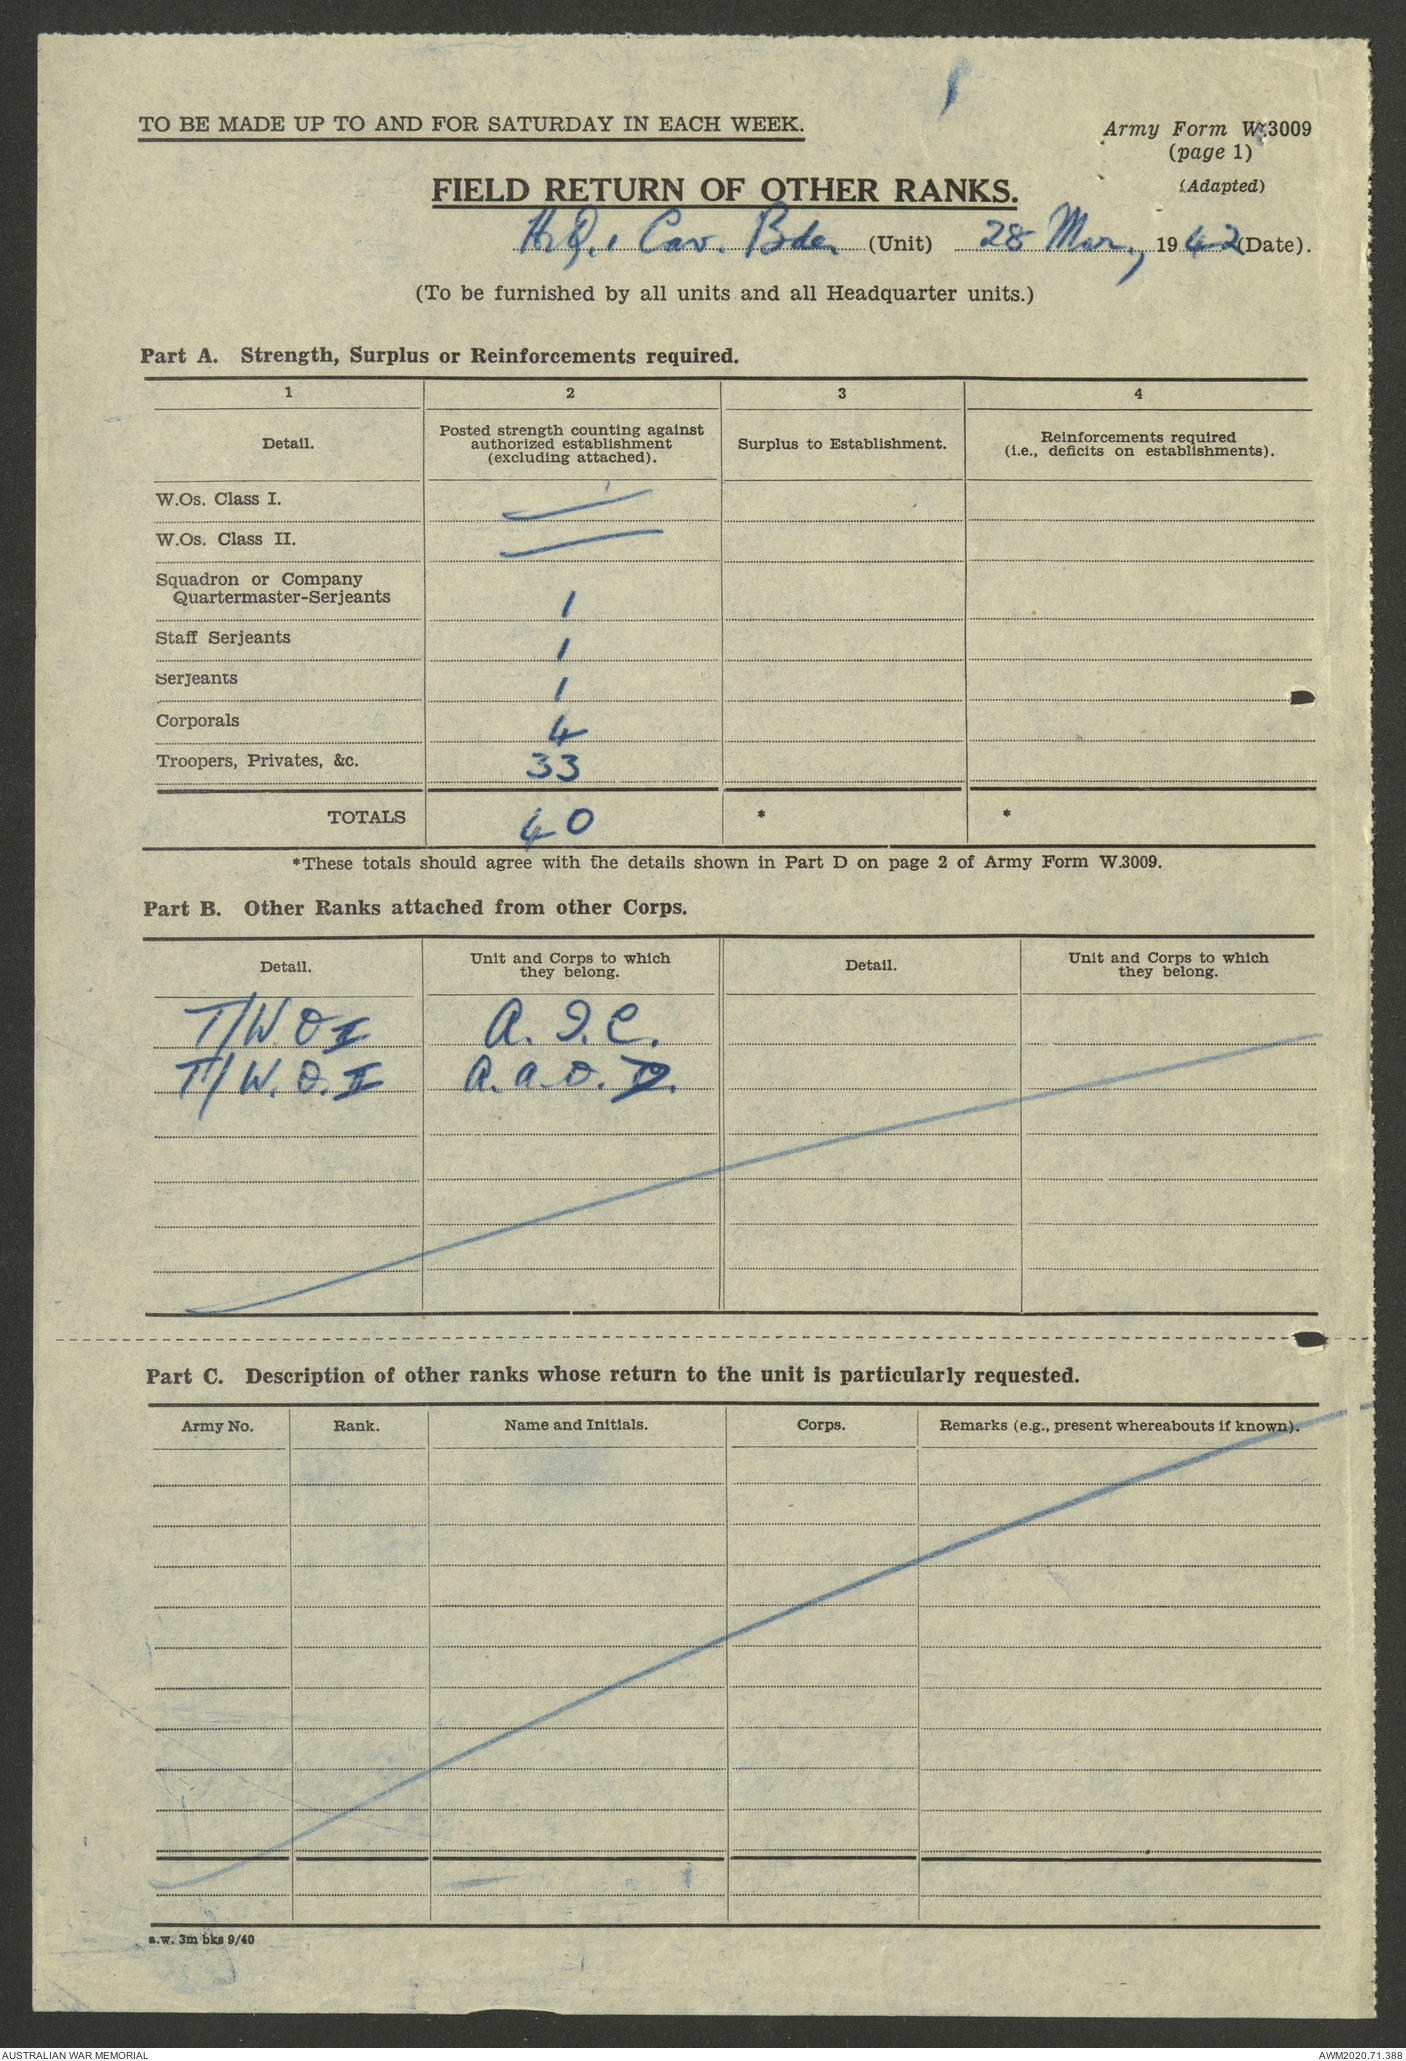 TO BE MADE UP TO AND FOR SATURDAY IN EACH WEEK.
Army Form W.3009
(page 1)
(Adapted)
FIELD RETURN OF OTHER RANKS.
H.Q. 1 Cav. Bde. (Unit) 28 Mar, 1942 (Date).
(To be furnished by all units and all Headquarter units.)
Part A. Strength, Surplus or Reinforcements required.
1 2 3 4
Detail.
Posted strength counting against
authorized establishment
(excluding attached).
Surplus to Establishment.
Reinforcements required
(i.e., deficits on establishments).
W.Os. Class I.
W.Os. Class II.
Squadron or Company
Quartermaster-Serjeants 1
Staff Serjeants 1
Serjeants 1
Corporals 4
Troopers, Privates, &c. 33
TOTALS 40 * *
*These totals should agree with the details shown in Part D on page 2 of Army Form W.3009.
Part B. Other Ranks attached from other Corps.
Detail.
Unit and Corps to which
they belong.
Detail.
Unit and Corps to which
they belong.
T/W.O II A.I.C.
T/W.O. II A.A.O.
Part C. Description of other ranks whose return to the unit is particularly requested.
Army No. Rank. Name and Initials. Corps. Remarks (e.g., present whereabouts if known).
a.w. 3m bks 9/40
AUSTRALIAN WAR MEMORIAL
AWM2020.71.388